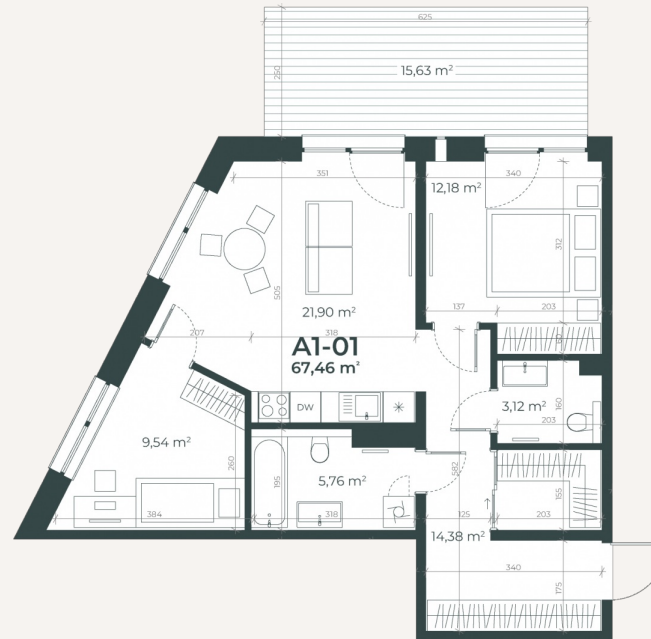 625
250
15,63 m²
351
340
12,18 m²
312
505
21,90 m²
137
203
207
318
A1-01
67,46 m²
60
DW
3,12 m²
160
203
9,54 m²
260
195
5,76 m²
582
155
384
318
125
203
14,38 m²
340
175